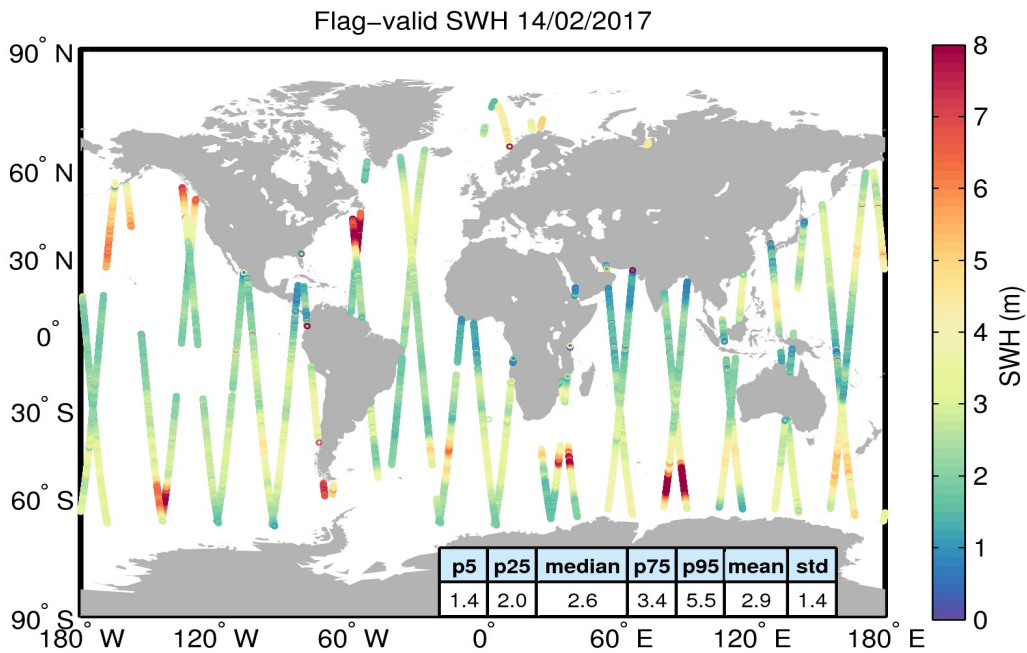 Flag−valid SWH 14/02/2017
90° N
60° N
30° N
0°
30° S
60° S
90° S
180° W
120° W
60° W
0°
60° E
120° E
180° E
p5 p25 median p75 p95 mean std
1.4 2.0 2.6 3.4 5.5 2.9 1.4
8
7
6
5
4
3
2
1
0
SWH (m)